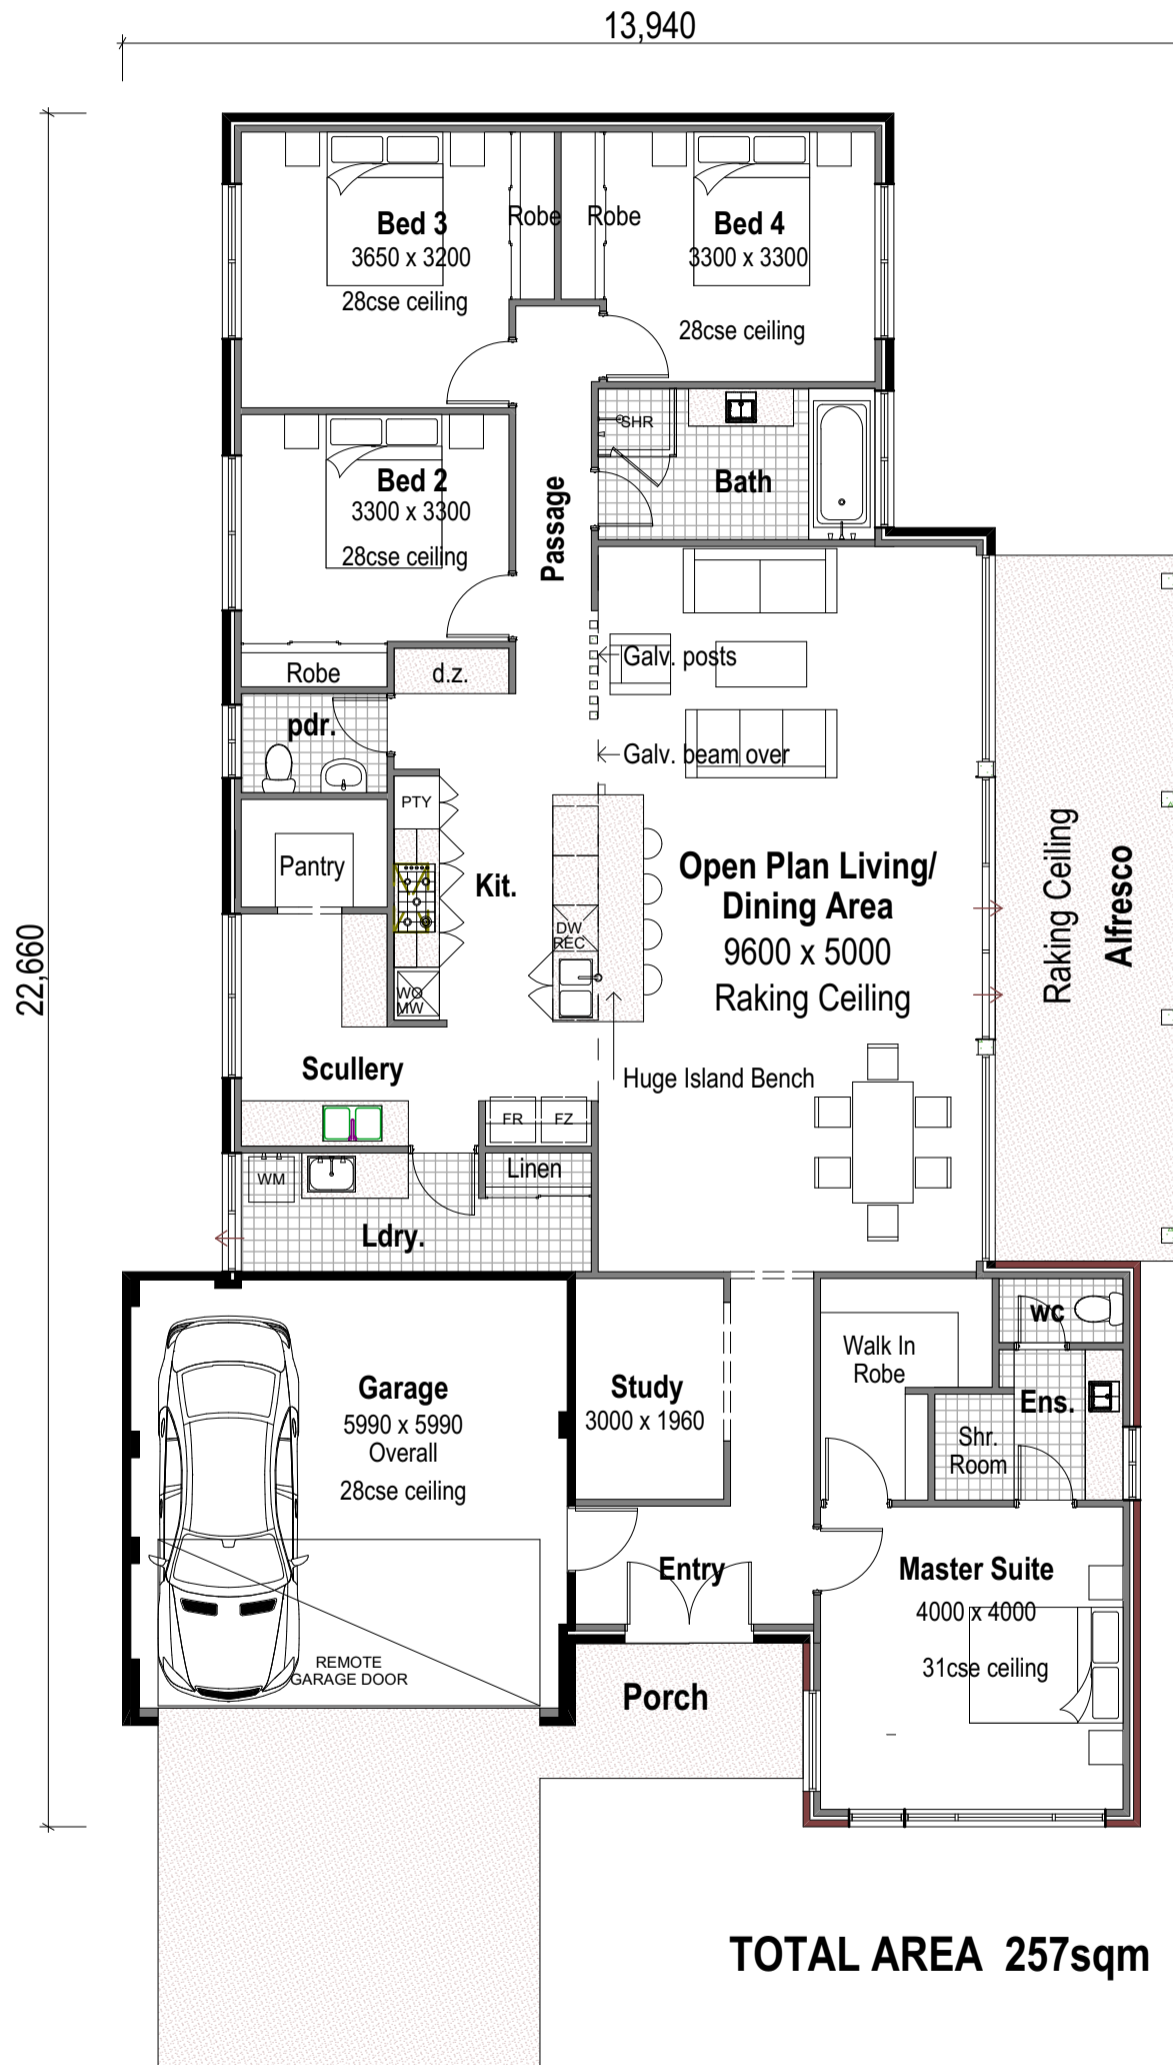 13,940
22,660
Bed 3
3650 x 3200
28cse ceiling
Robe
Robe
Bed 4
3300 x 3300
28cse ceiling
SHR
Bath
Bed 2
3300 x 3300
28cse ceiling
Passage
Robe
d.z.
Galv. posts
pdr.
Galv. beam over
PTY
Pantry
Kit.
Open Plan Living/
Dining Area
9600 x 5000
Raking Ceiling
Raking Ceiling
Alfresco
DW
REC
WO
MW
Scullery
Huge Island Bench
FR
FZ
WM
Linen
Ldry.
wc
Walk In
Robe
Garage
5990 x 5990
Overall
28cse ceiling
Study
3000 x 1960
Ens.
Shr.
Room
Entry
Master Suite
4000 x 4000
31cse ceiling
REMOTE
GARAGE DOOR
Porch
TOTAL AREA 257sqm